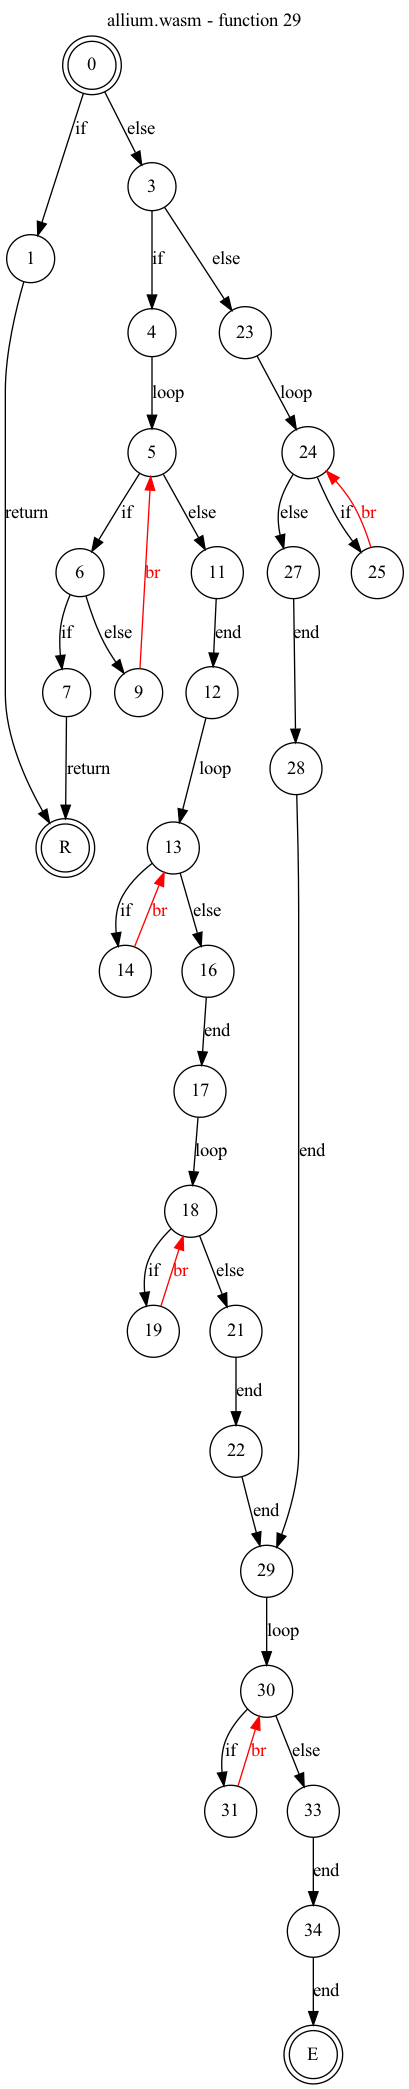 allium.wasm - function 29
0
if
else
3
1
if
else
4
23
loop
loop
5
24
return
if
else
else
if
br
6
br
11
27
25
if
else
end
end
7
9
12
return
loop
28
R
13
if
br
else
14
16
end
17
loop
end
18
if
br
else
19
21
end
22
end
29
loop
30
if
br
else
31
33
end
34
end
E